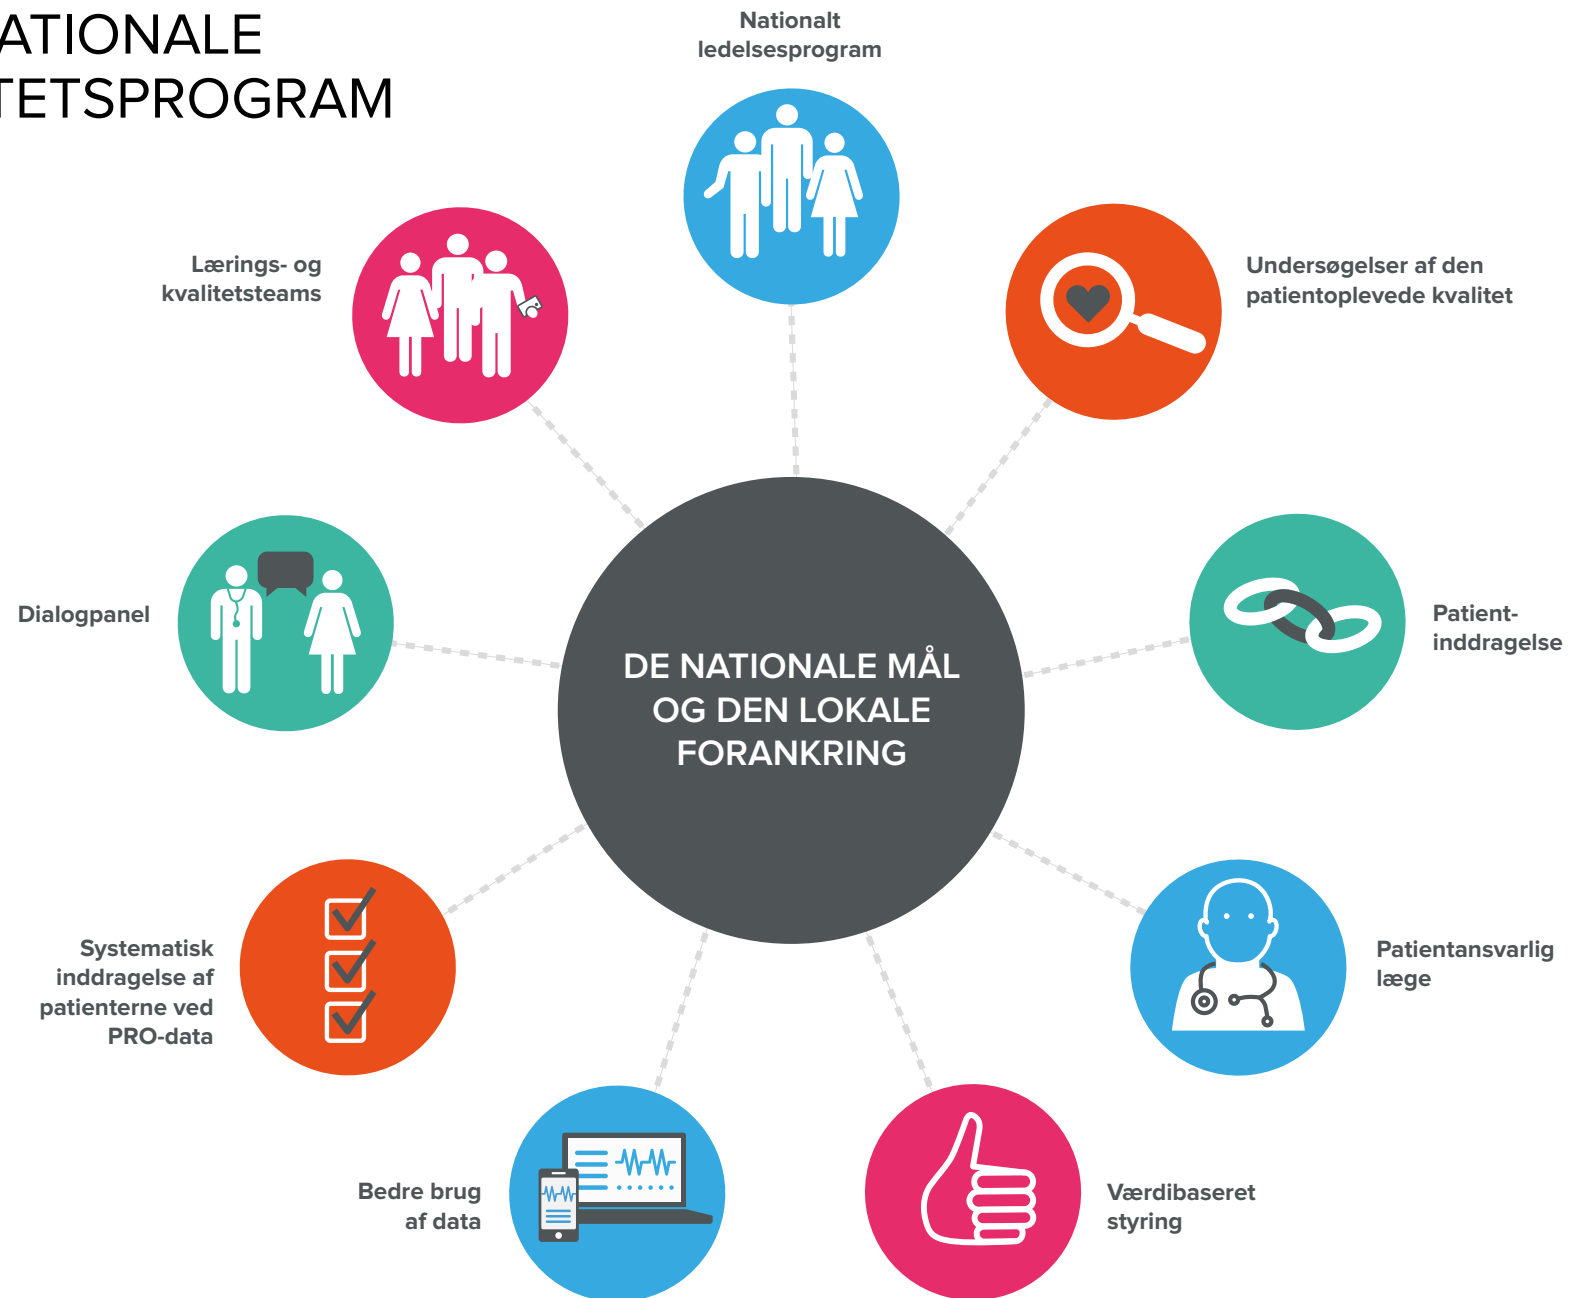 ATIONALE
TETSPROGRAM
Nationalt
ledelsesprogram
Undersøgelser af den
patientoplevede kvalitet
Patient-
inddragelse
Patientansvarlig
læge
Værdibaseret
styring
Bedre brug
af data
Systematisk
inddragelse af
patienterne ved
PRO-data
Dialogpanel
Lærings- og
kvalitetsteams
DE NATIONALE MÅL
OG DEN LOKALE
FORANKRING